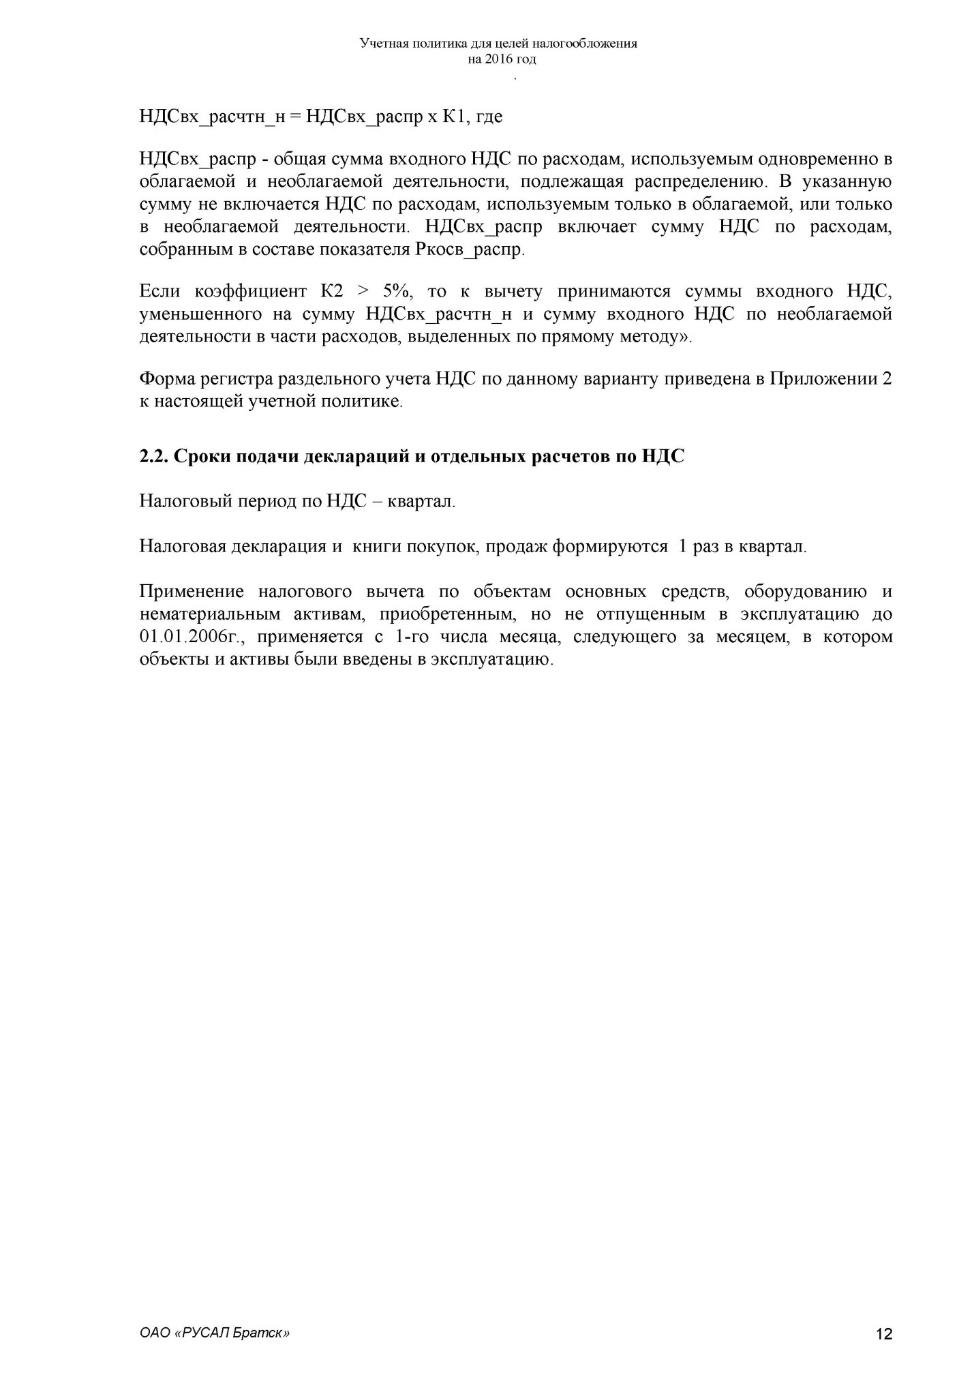 Учетная политика для целей налогообложения
на 2016 год
.
НДСвх_расчтн_н = НДСвх_распр х К1, где
НДСвх_распр - общая сумма входного НДС по расходам, используемым одновременно в
облагаемой и необлагаемой деятельности, подлежащая распределению. В указанную
сумму не включается НДС по расходам, используемым только в облагаемой, или только
в необлагаемой деятельности. НДСвх_распр включает сумму НДС по расходам,
собранным в составе показателя Ркосв_распр.
Если коэффициент К2 > 5%, то к вычету принимаются суммы входного НДС,
уменьшенного на сумму НДСвх_расчтн_н и сумму входного НДС по необлагаемой
деятельности в части расходов, выделенных по прямому методу».
Форма регистра раздельного учета НДС по данному варианту приведена в Приложении 2
к настоящей учетной политике.
2.2. Сроки подачи деклараций и отдельных расчетов по НДС
Налоговый период по НДС – квартал.
Налоговая декларация и книги покупок, продаж формируются 1 раз в квартал.
Применение налогового вычета по объектам основных средств, оборудованию и
нематериальным активам, приобретенным, но не отпущенным в эксплуатацию до
01.01.2006г., применяется с 1-го числа месяца, следующего за месяцем, в котором
объекты и активы были введены в эксплуатацию.
ОАО «РУСАЛ Братск»
12